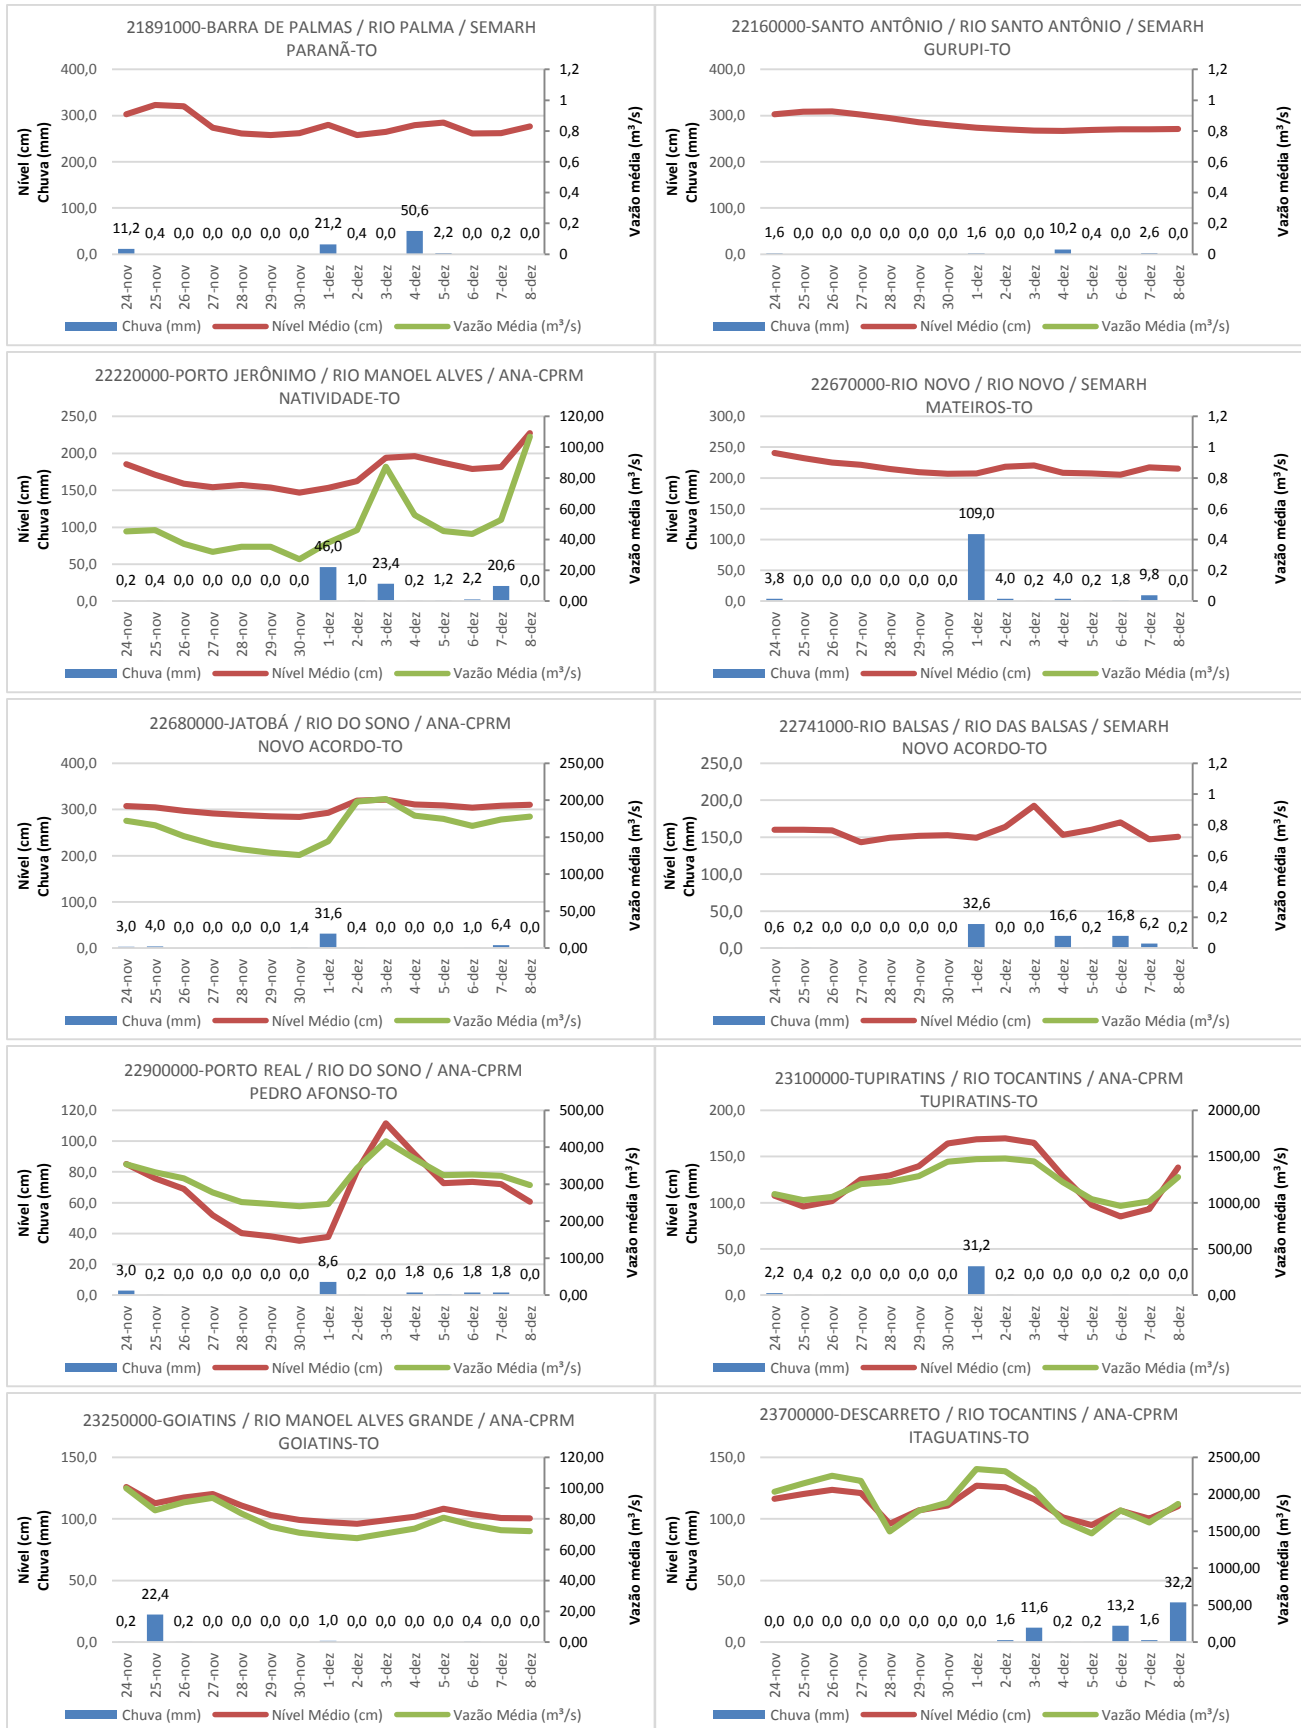 21891000-BARRA DE PALMAS / RIO PALMA / SEMARH
PARANÃ-TO
400,0
300,0
200,0
100,0
0,0
Nível (cm)
Chuva (mm)
1,2
1
0,8
0,6
0,4
0,2
0
Vazão média (m³/s)
11,2 0,4 0,0 0,0 0,0 0,0 0,0 21,2 0,4 0,0 50,6 2,2 0,0 0,2 0,0
24-nov 25-nov 26-nov 27-nov 28-nov 29-nov 30-nov 1-dez 2-dez 3-dez 4-dez 5-dez 6-dez 7-dez 8-dez
Chuva (mm) Nível Médio (cm) Vazão Média (m³/s)
22160000-SANTO ANTÔNIO / RIO SANTO ANTÔNIO / SEMARH
GURUPI-TO
400,0
300,0
200,0
100,0
0,0
Nível (cm)
Chuva (mm)
1,2
1
0,8
0,6
0,4
0,2
0
Vazão média (m³/s)
1,6 0,0 0,0 0,0 0,0 0,0 0,0 1,6 0,0 0,0 10,2 0,4 0,0 2,6 0,0
24-nov 25-nov 26-nov 27-nov 28-nov 29-nov 30-nov 1-dez 2-dez 3-dez 4-dez 5-dez 6-dez 7-dez 8-dez
Chuva (mm) Nível Médio (cm) Vazão Média (m³/s)
22220000-PORTO JERÔNIMO / RIO MANOEL ALVES / ANA-CPRM
NATIVIDADE-TO
250,0
200,0
150,0
100,0
50,0
0,0
Nível (cm)
Chuva (mm)
120,00
100,00
80,00
60,00
40,00
20,00
0,00
Vazão média (m³/s)
0,2 0,4 0,0 0,0 0,0 0,0 0,0 46,0 1,0 23,4 0,2 1,2 2,2 20,6 0,0
24-nov 25-nov 26-nov 27-nov 28-nov 29-nov 30-nov 1-dez 2-dez 3-dez 4-dez 5-dez 6-dez 7-dez 8-dez
Chuva (mm) Nível Médio (cm) Vazão Média (m³/s)
22670000-RIO NOVO / RIO NOVO / SEMARH
MATEIROS-TO
300,0
250,0
200,0
150,0
100,0
50,0
0,0
Nível (cm)
Chuva (mm)
1,2
1
0,8
0,6
0,4
0,2
0
Vazão média (m³/s)
3,8 0,0 0,0 0,0 0,0 0,0 0,0 109,0 4,0 0,2 4,0 0,2 1,8 9,8 0,0
24-nov 25-nov 26-nov 27-nov 28-nov 29-nov 30-nov 1-dez 2-dez 3-dez 4-dez 5-dez 6-dez 7-dez 8-dez
Chuva (mm) Nível Médio (cm) Vazão Média (m³/s)
22680000-JATOBÁ / RIO DO SONO / ANA-CPRM
NOVO ACORDO-TO
400,0
300,0
200,0
100,0
0,0
Nível (cm)
Chuva (mm)
250,00
200,00
150,00
100,00
50,00
0,00
Vazão média (m³/s)
3,0 4,0 0,0 0,0 0,0 0,0 1,4 31,6 0,4 0,0 0,0 0,0 1,0 6,4 0,0
24-nov 25-nov 26-nov 27-nov 28-nov 29-nov 30-nov 1-dez 2-dez 3-dez 4-dez 5-dez 6-dez 7-dez 8-dez
Chuva (mm) Nível Médio (cm) Vazão Média (m³/s)
22741000-RIO BALSAS / RIO DAS BALSAS / SEMARH
NOVO ACORDO-TO
250,0
200,0
150,0
100,0
50,0
0,0
Nível (cm)
Chuva (mm)
1,2
1
0,8
0,6
0,4
0,2
0
Vazão média (m³/s)
0,6 0,2 0,0 0,0 0,0 0,0 0,0 32,6 0,0 0,0 16,6 0,2 16,8 6,2 0,2
24-nov 25-nov 26-nov 27-nov 28-nov 29-nov 30-nov 1-dez 2-dez 3-dez 4-dez 5-dez 6-dez 7-dez 8-dez
Chuva (mm) Nível Médio (cm) Vazão Média (m³/s)
22900000-PORTO REAL / RIO DO SONO / ANA-CPRM
PEDRO AFONSO-TO
120,0
100,0
80,0
60,0
40,0
20,0
0,0
Nível (cm)
Chuva (mm)
500,00
400,00
300,00
200,00
100,00
0,00
Vazão média (m³/s)
3,0 0,2 0,0 0,0 0,0 0,0 0,0 8,6 0,2 0,0 1,8 0,6 1,8 1,8 0,0
24-nov 25-nov 26-nov 27-nov 28-nov 29-nov 30-nov 1-dez 2-dez 3-dez 4-dez 5-dez 6-dez 7-dez 8-dez
Chuva (mm) Nível Médio (cm) Vazão Média (m³/s)
23100000-TUPIRATINS / RIO TOCANTINS / ANA-CPRM
TUPIRATINS-TO
200,0
150,0
100,0
50,0
0,0
Nível (cm)
Chuva (mm)
2000,00
1500,00
1000,00
500,00
0,00
Vazão média (m³/s)
2,2 0,4 0,2 0,0 0,0 0,0 0,0 31,2 0,2 0,0 0,0 0,0 0,2 0,0 0,0
24-nov 25-nov 26-nov 27-nov 28-nov 29-nov 30-nov 1-dez 2-dez 3-dez 4-dez 5-dez 6-dez 7-dez 8-dez
Chuva (mm) Nível Médio (cm) Vazão Média (m³/s)
23250000-GOIATINS / RIO MANOEL ALVES GRANDE / ANA-CPRM
GOIATINS-TO
150,0
100,0
50,0
0,0
Nível (cm)
Chuva (mm)
120,00
100,00
80,00
60,00
40,00
20,00
0,00
Vazão média (m³/s)
0,2 22,4 0,2 0,0 0,0 0,0 0,0 1,0 0,0 0,0 0,0 0,0 0,4 0,0 0,0
24-nov 25-nov 26-nov 27-nov 28-nov 29-nov 30-nov 1-dez 2-dez 3-dez 4-dez 5-dez 6-dez 7-dez 8-dez
Chuva (mm) Nível Médio (cm) Vazão Média (m³/s)
23700000-DESCARRETO / RIO TOCANTINS / ANA-CPRM
ITAGUATINS-TO
150,0
100,0
50,0
0,0
Nível (cm)
Chuva (mm)
2500,00
2000,00
1500,00
1000,00
500,00
0,00
Vazão média (m³/s)
0,0 0,0 0,0 0,0 0,0 0,0 0,0 0,0 1,6 11,6 0,2 0,2 13,2 1,6 32,2
24-nov 25-nov 26-nov 27-nov 28-nov 29-nov 30-nov 1-dez 2-dez 3-dez 4-dez 5-dez 6-dez 7-dez 8-dez
Chuva (mm) Nível Médio (cm) Vazão Média (m³/s)